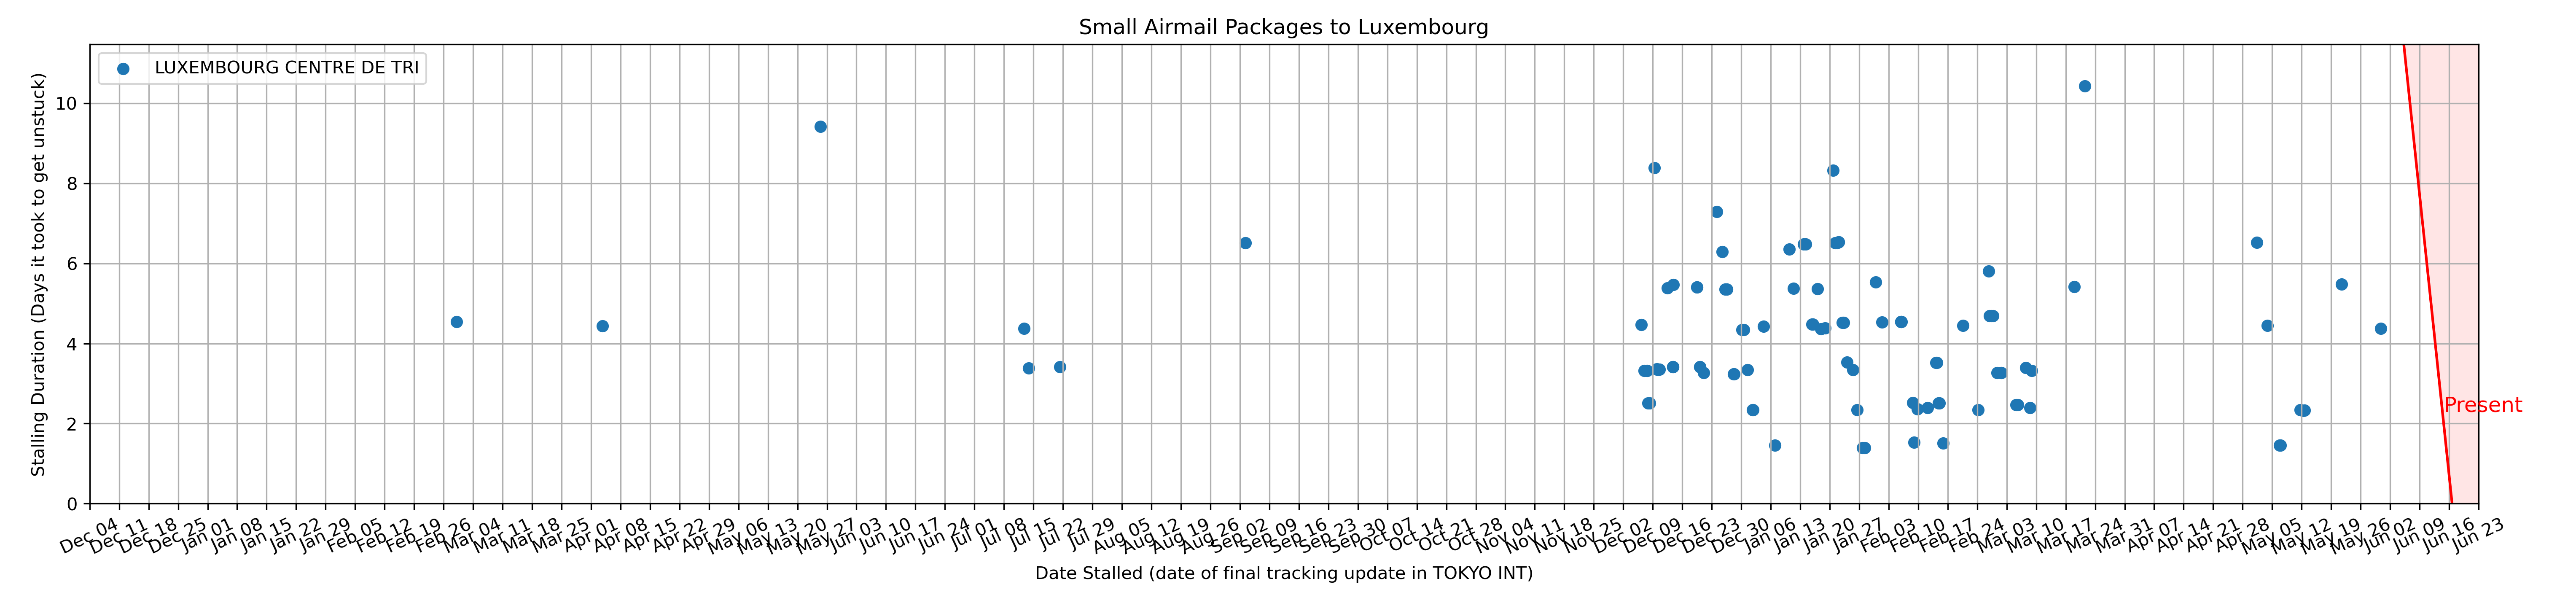 Small Airmail Packages to Luxembourg
LUXEMBOURG CENTRE DE TRI
Stalling Duration (Days it took to get unstuck)
10
8
6
4
2
0
Present
Dec 04
Dec 11
Dec 18
Dec 25
Jan 01
Jan 08
Jan 15
Jan 22
Jan 29
Feb 05
Feb 12
Feb 19
Feb 26
Mar 04
Mar 11
Mar 18
Mar 25
Apr 01
Apr 08
Apr 15
Apr 22
Apr 29
May 06
May 13
May 20
May 27
Jun 03
Jun 10
Jun 17
Jun 24
Jul 01
Jul 08
Jul 15
Jul 22
Jul 29
Aug 05
Aug 12
Aug 19
Aug 26
Sep 02
Sep 09
Sep 16
Sep 23
Sep 30
Oct 07
Oct 14
Oct 21
Oct 28
Nov 04
Nov 11
Nov 18
Nov 25
Dec 02
Dec 09
Dec 16
Dec 23
Dec 30
Jan 06
Jan 13
Jan 20
Jan 27
Feb 03
Feb 10
Feb 17
Feb 24
Mar 03
Mar 10
Mar 17
Mar 24
Mar 31
Apr 07
Apr 14
Apr 21
Apr 28
May 05
May 12
May 19
May 26
Jun 02
Jun 09
Jun 16
Jun 23
Date Stalled (date of final tracking update in TOKYO INT)